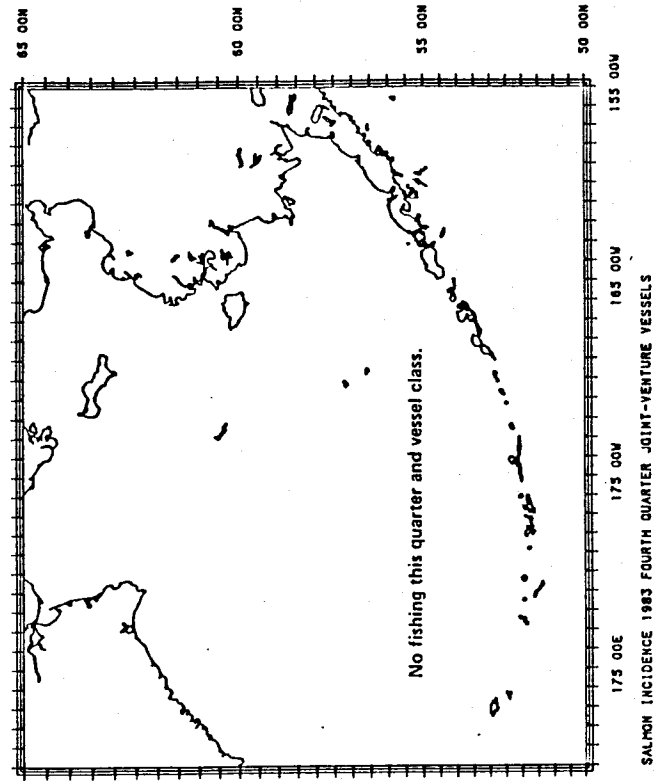 65 00N
60 00N
55 00N
50 00N
175 00E
175 00W
165 00W
155 00W
No fishing this quarter and vessel class.
SALMON INCIDENCE 1983 FOURTH QUARTER JOINT-VENTURE VESSELS